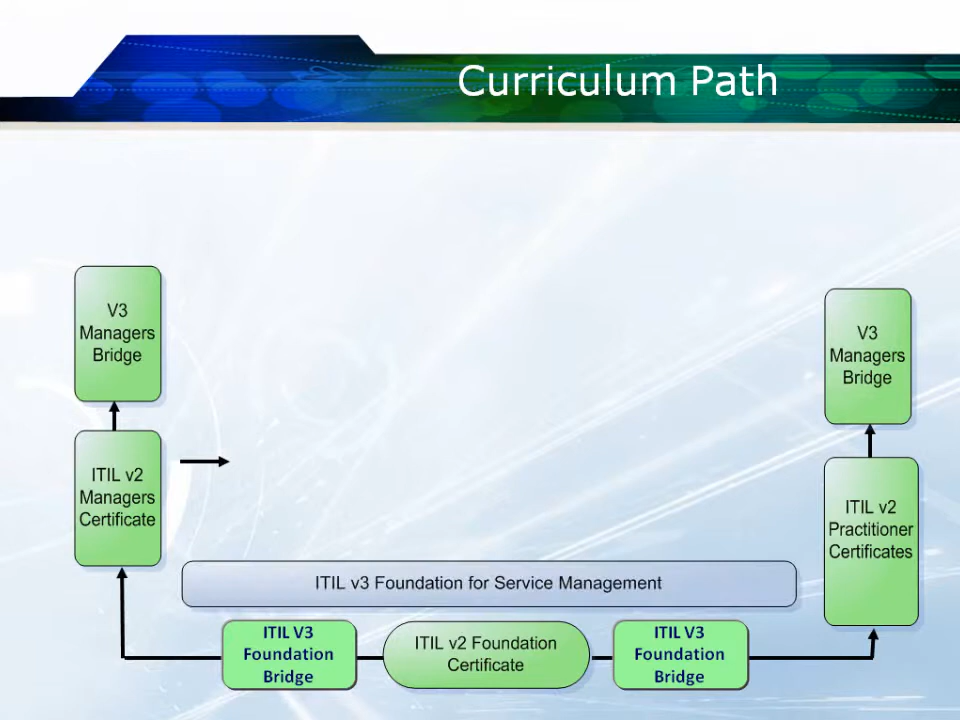 Curriculum Path
V3
Managers
Bridge
V3
Managers
Bridge
ITIL v2
Managers
Certificate
ITIL v2
Practitioner
Certificates
ITIL v3 Foundation for Service Management
ITIL V3
Foundation
Bridge
ITIL v2 Foundation
Certificate
ITIL V3
Foundation
Bridge